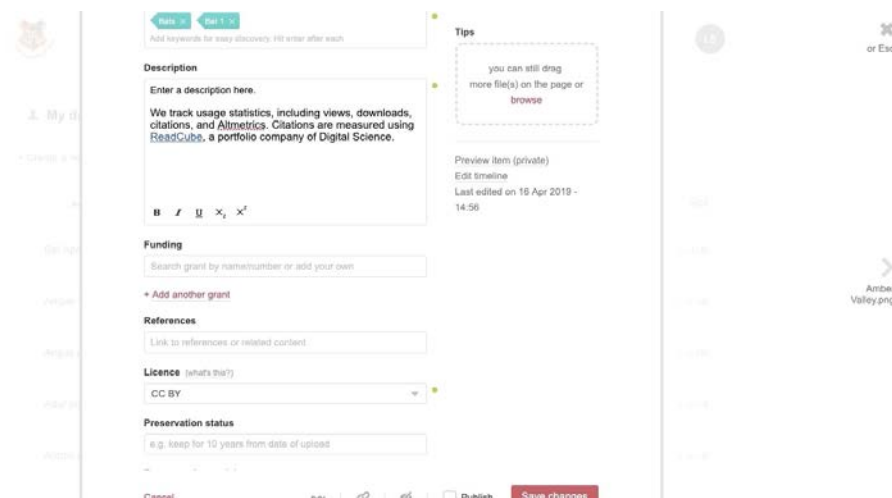 Bats × Bat 1 ×
Add keywords for easy discovery. Hit enter after each
Description
Enter a description here.
We track usage statistics, including views, downloads,
citations, and Altmetrics. Citations are measured using
ReadCube, a portfolio company of Digital Science.
B I U X₂ X²
Funding
Search grant by name/number or add your own
+ Add another grant
References
Link to references or related content
Licence (what's this?)
CC BY
Preservation status
e.g. keep for 10 years from date of upload
Cancel
Publish
Save changes
Tips
you can still drag
more file(s) on the page or
browse
Preview item (private)
Edit timeline
Last edited on 16 Apr 2019 -
14:56
or Esc
Valley.png